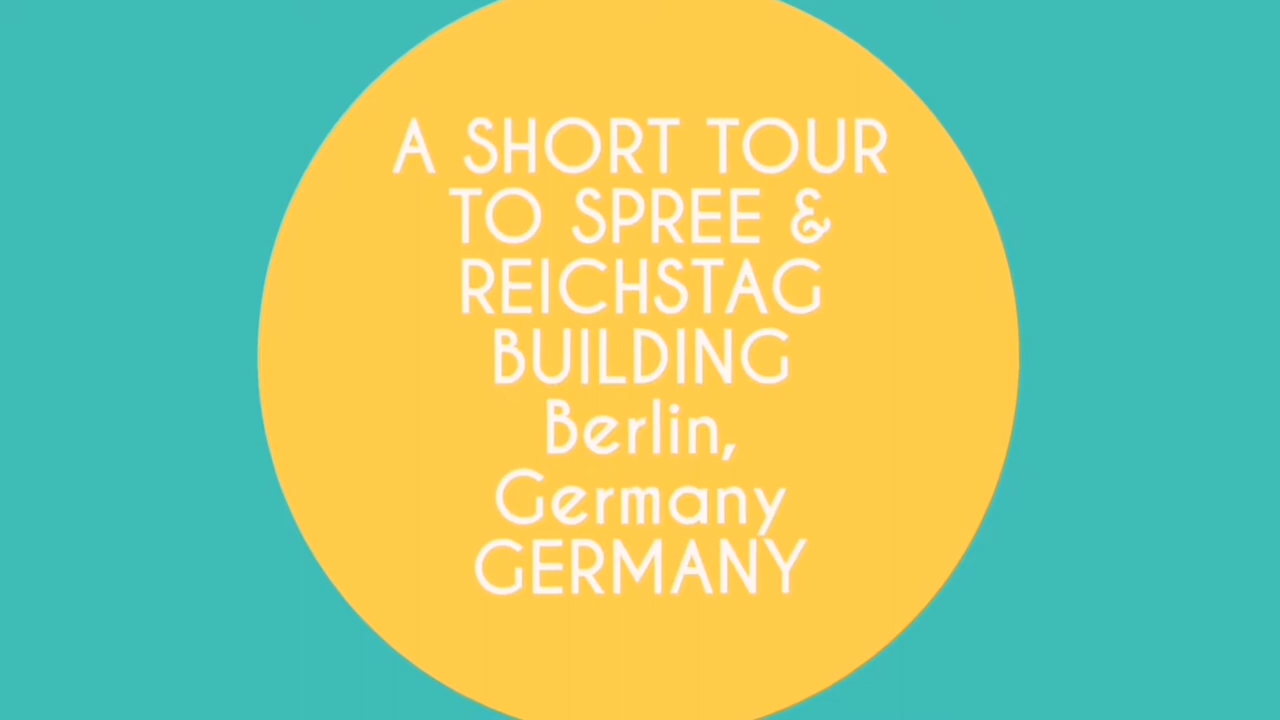 A SHORT TOUR
TO SPREE &
REICHSTAG
BUILDING
Berlin,
Germany
GERMANY